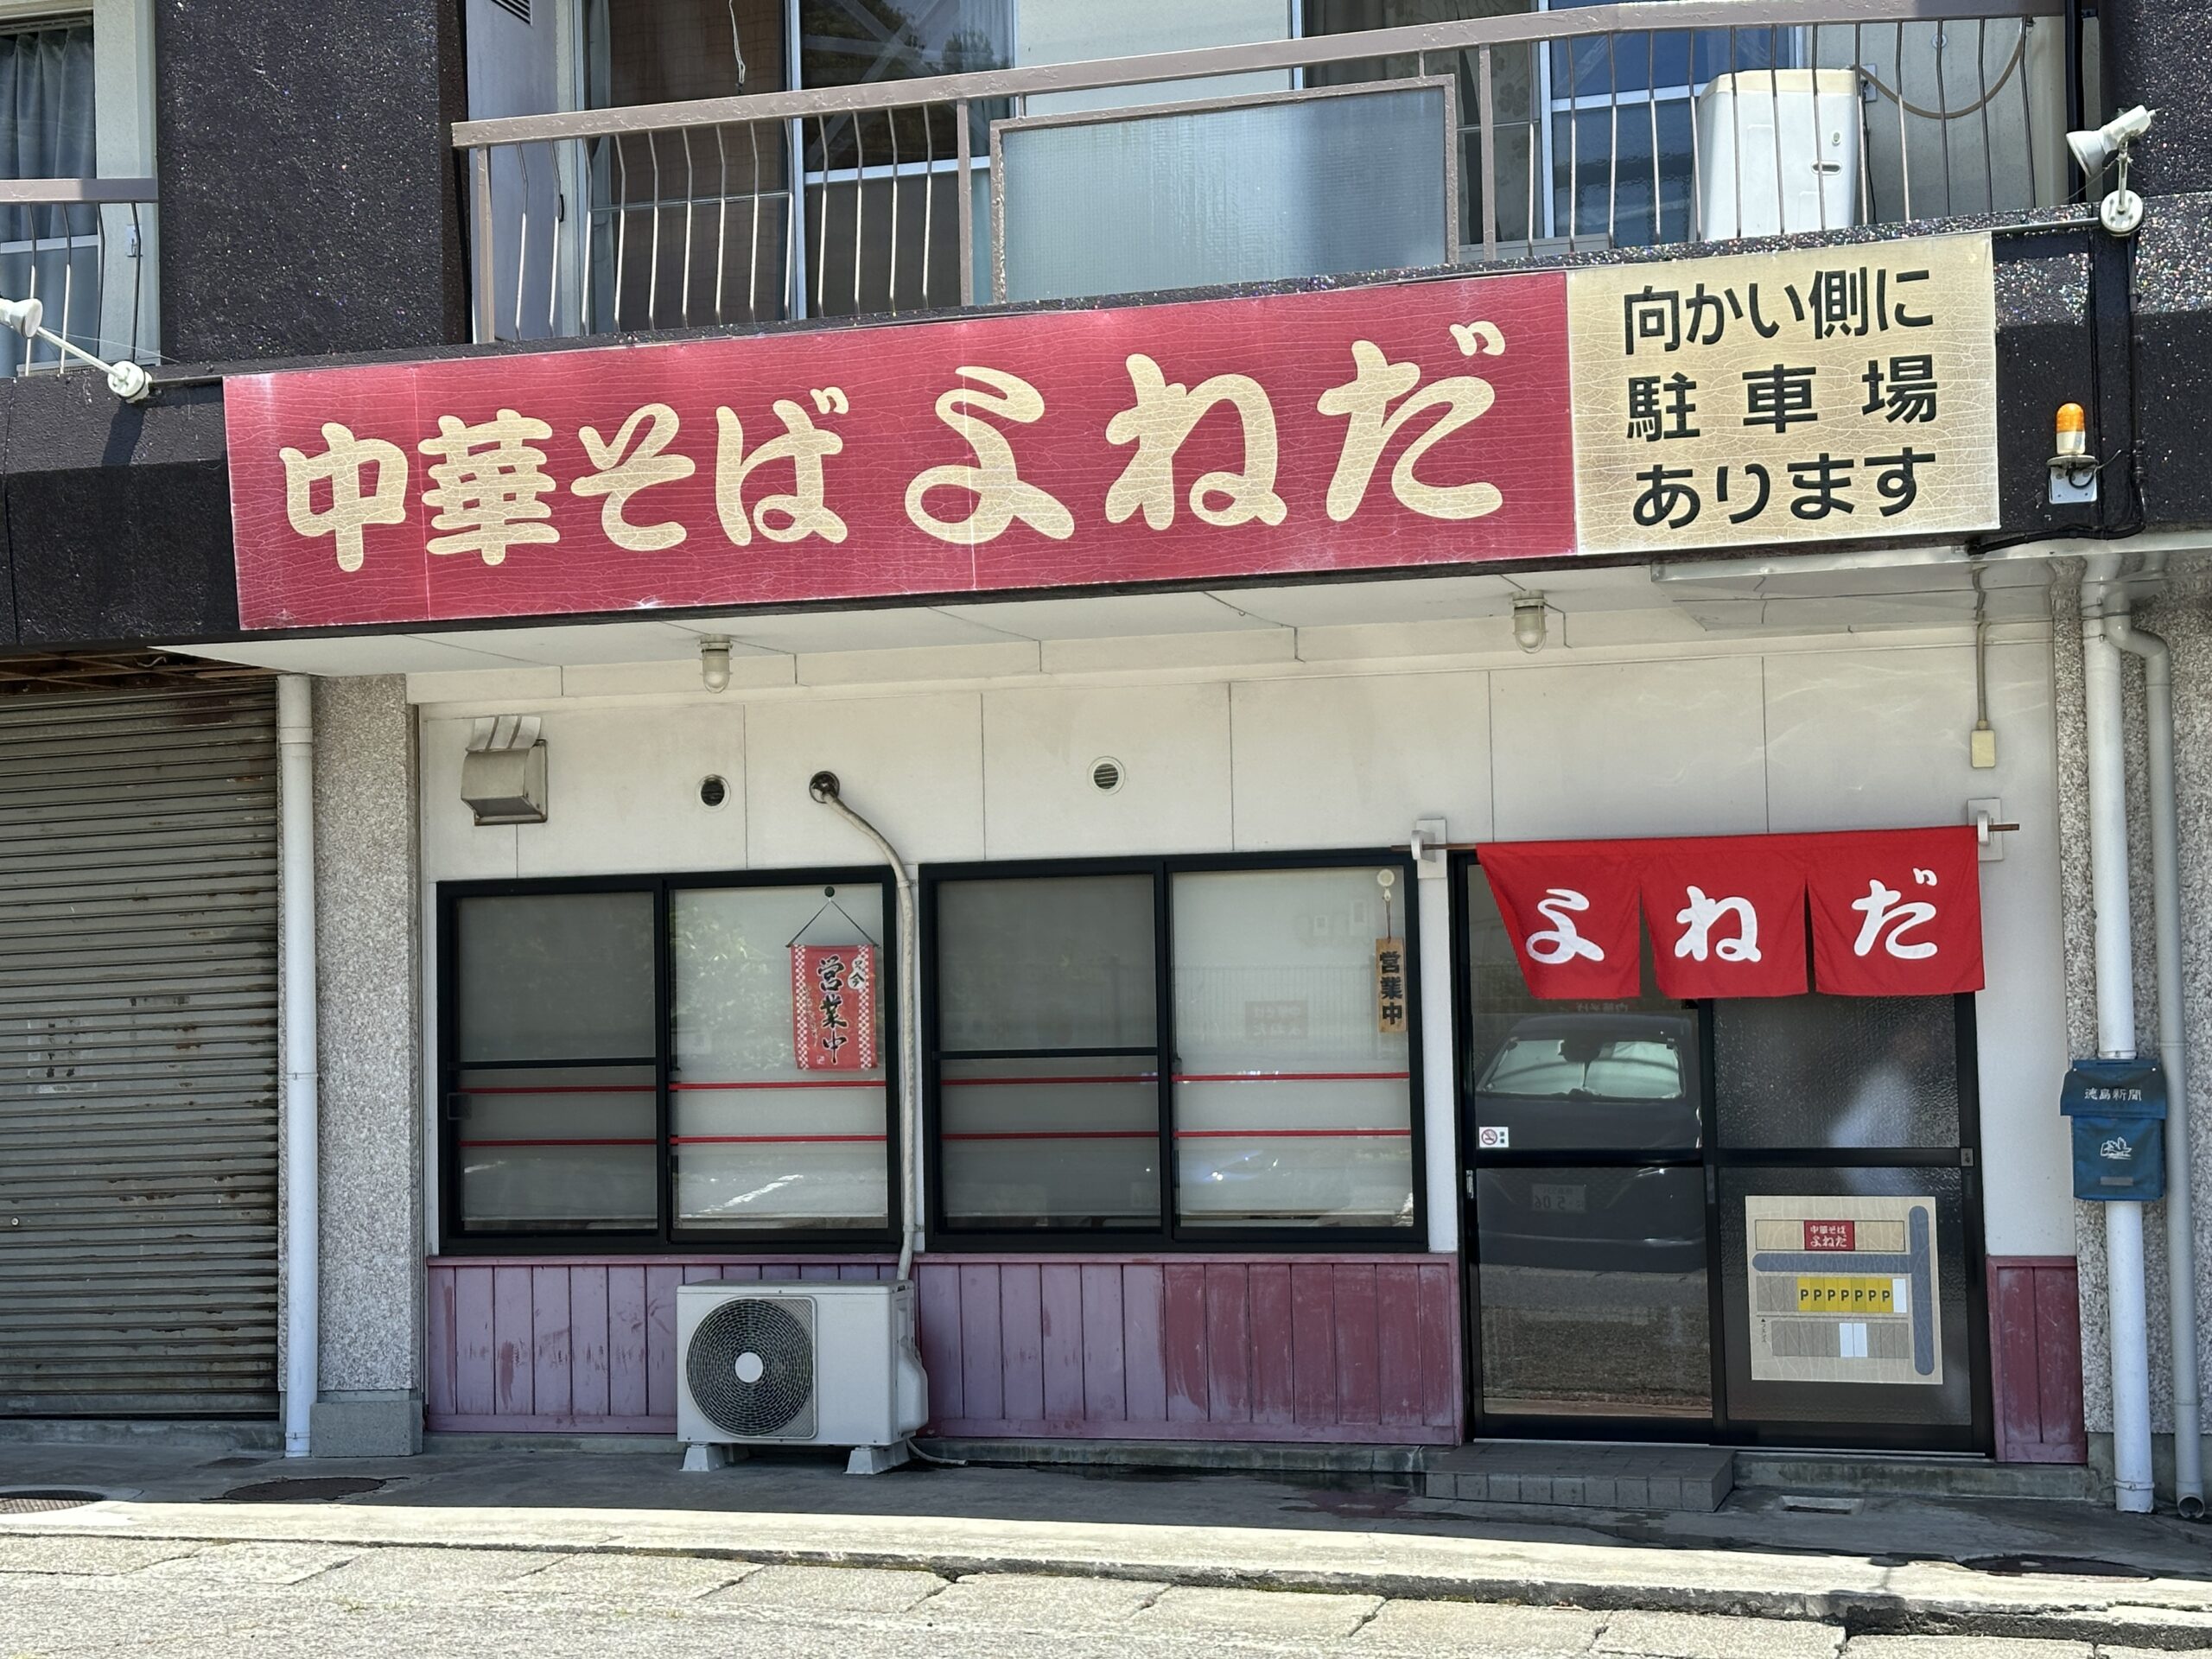 中華そば よねだ
向かい側に
駐車場
あります
よねだ
只今
営業中
営業中
徳島新聞
中華そば
よねだ
PPPPPPP